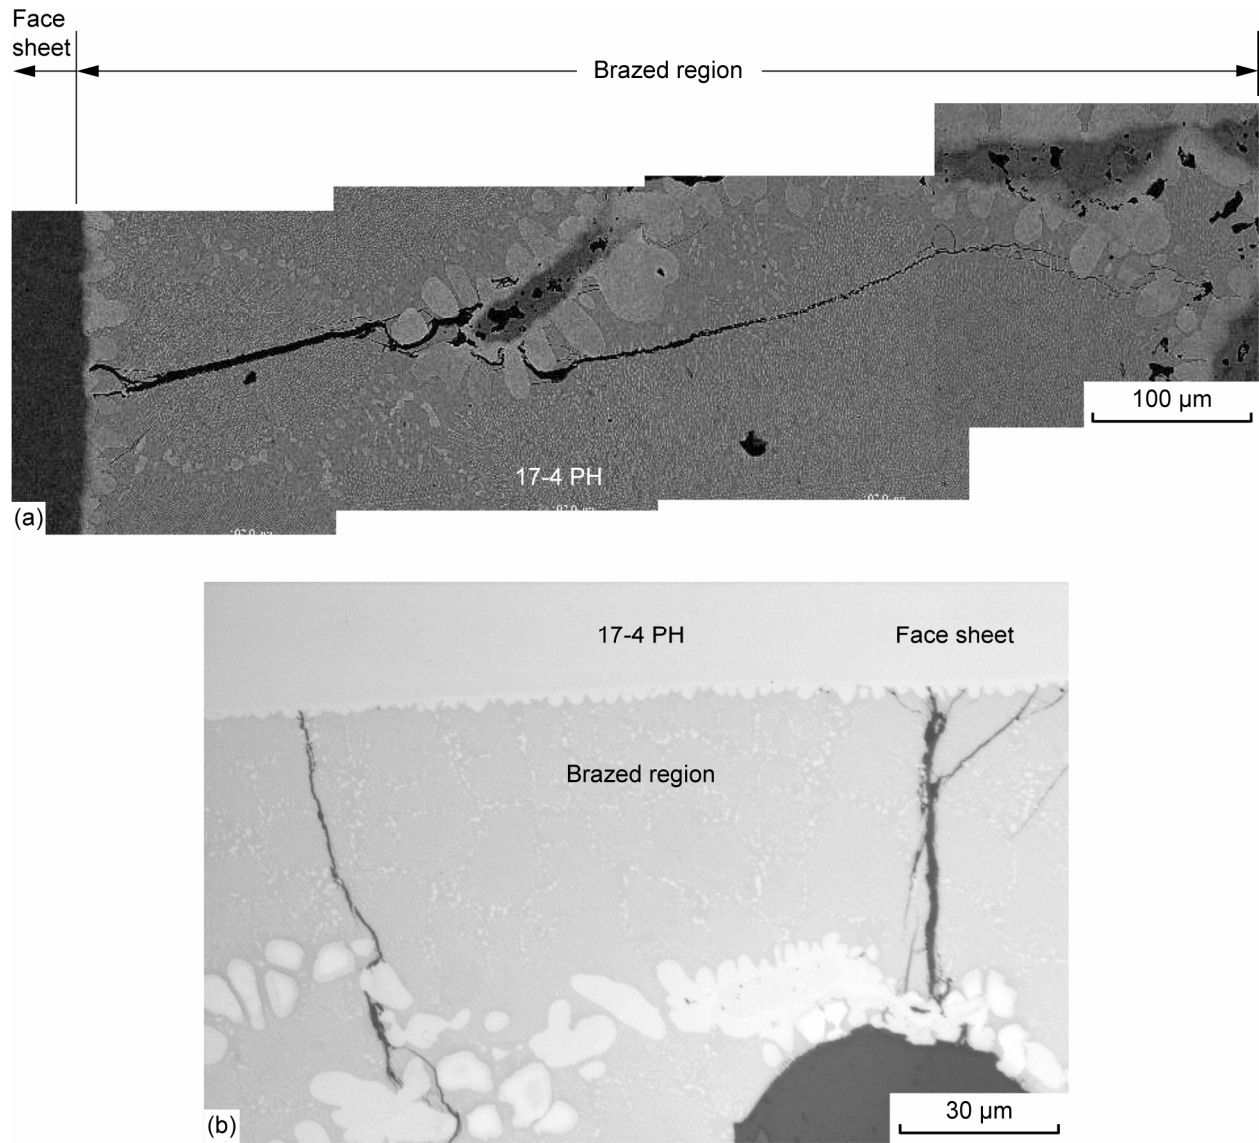 Face
sheet
Brazed region
100 µm
17-4 PH
(a)
17-4 PH
Face sheet
Brazed region
30 µm
(b)